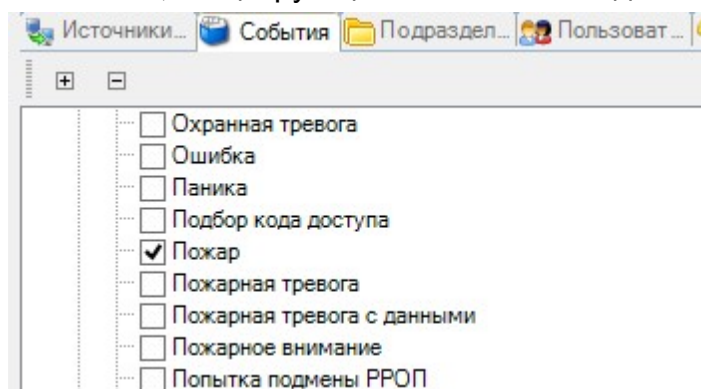 Источники... События Подраздел... Пользоват ...
Охранная тревога
Ошибка
Паника
Подбор кода доступа
Пожар
Пожарная тревога
Пожарная тревога с данными
Пожарное внимание
Попытка подмены РРОП